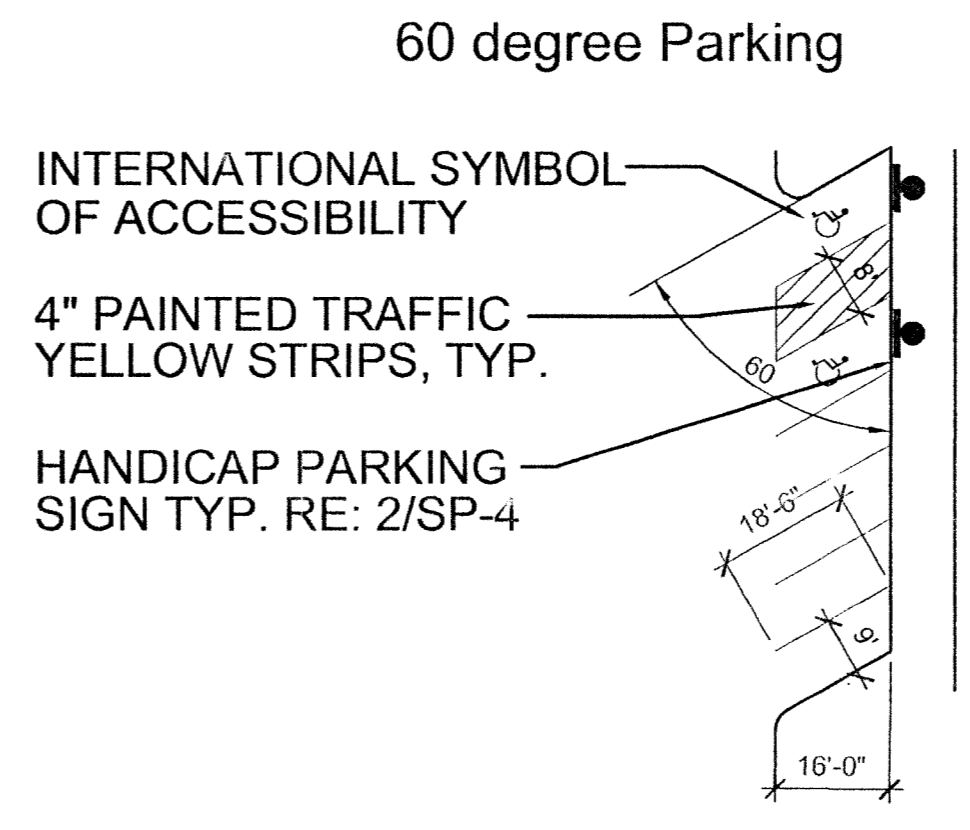 60 degree Parking
INTERNATIONAL SYMBOL
OF ACCESSIBILITY
8'
4" PAINTED TRAFFIC
YELLOW STRIPS, TYP.
60
HANDICAP PARKING
SIGN TYP. RE: 2/SP-4
18'-6"
9'
16'-0"